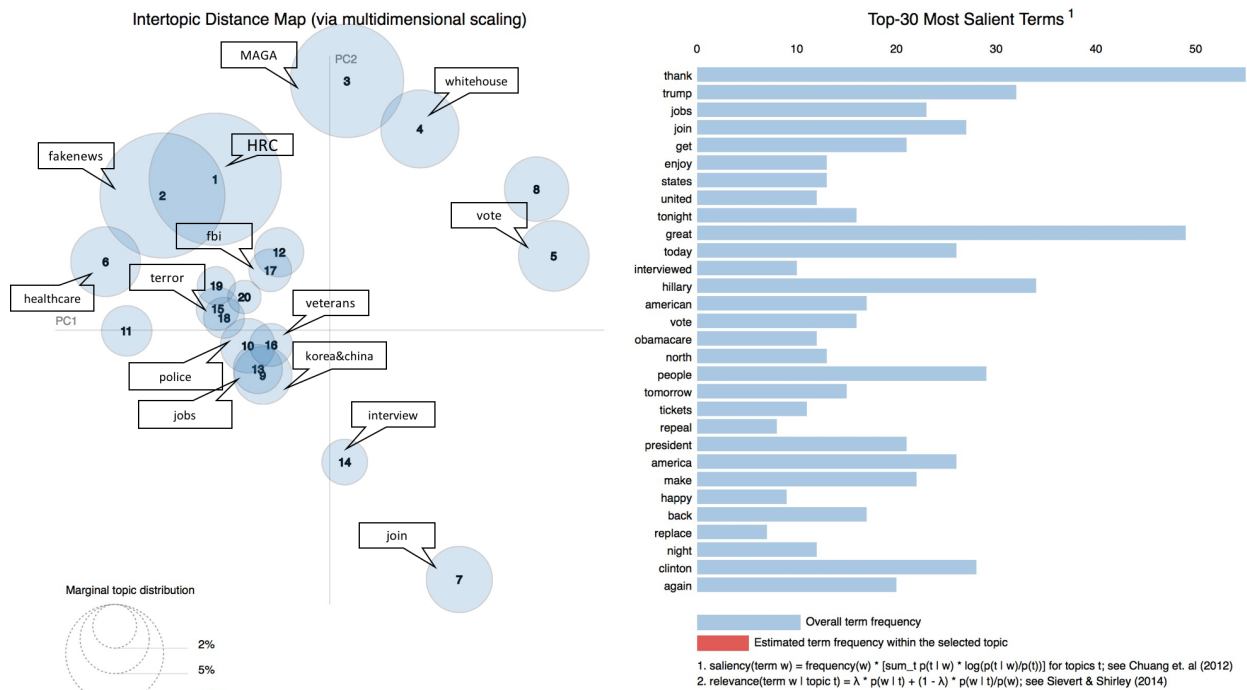 Intertopic Distance Map (via multidimensional scaling)
MAGA
PC2
3
whitehouse
4
HRC
fakenews
1
2
8
vote
5
fbi
12
17
6
terror
19
20
healthcare
15
18
veterans
PC1
11
10
16
korea&china
13
9
police
jobs
interview
14
join
7
Marginal topic distribution
2%
5%
Top-30 Most Salient Terms 1
0 10 20 30 40 50
thank
trump
jobs
join
get
enjoy
states
united
tonight
great
today
interviewed
hillary
american
vote
obamacare
north
people
tomorrow
tickets
repeal
president
america
make
happy
back
replace
night
clinton
again
Overall term frequency
Estimated term frequency within the selected topic
1. saliency(term w) = frequency(w) * [sum_t p(t | w) * log(p(t | w)/p(t))] for topics t; see Chuang et. al (2012)
2. relevance(term w | topic t) = λ * p(w | t) + (1 - λ) * p(w | t)/p(w); see Sievert & Shirley (2014)